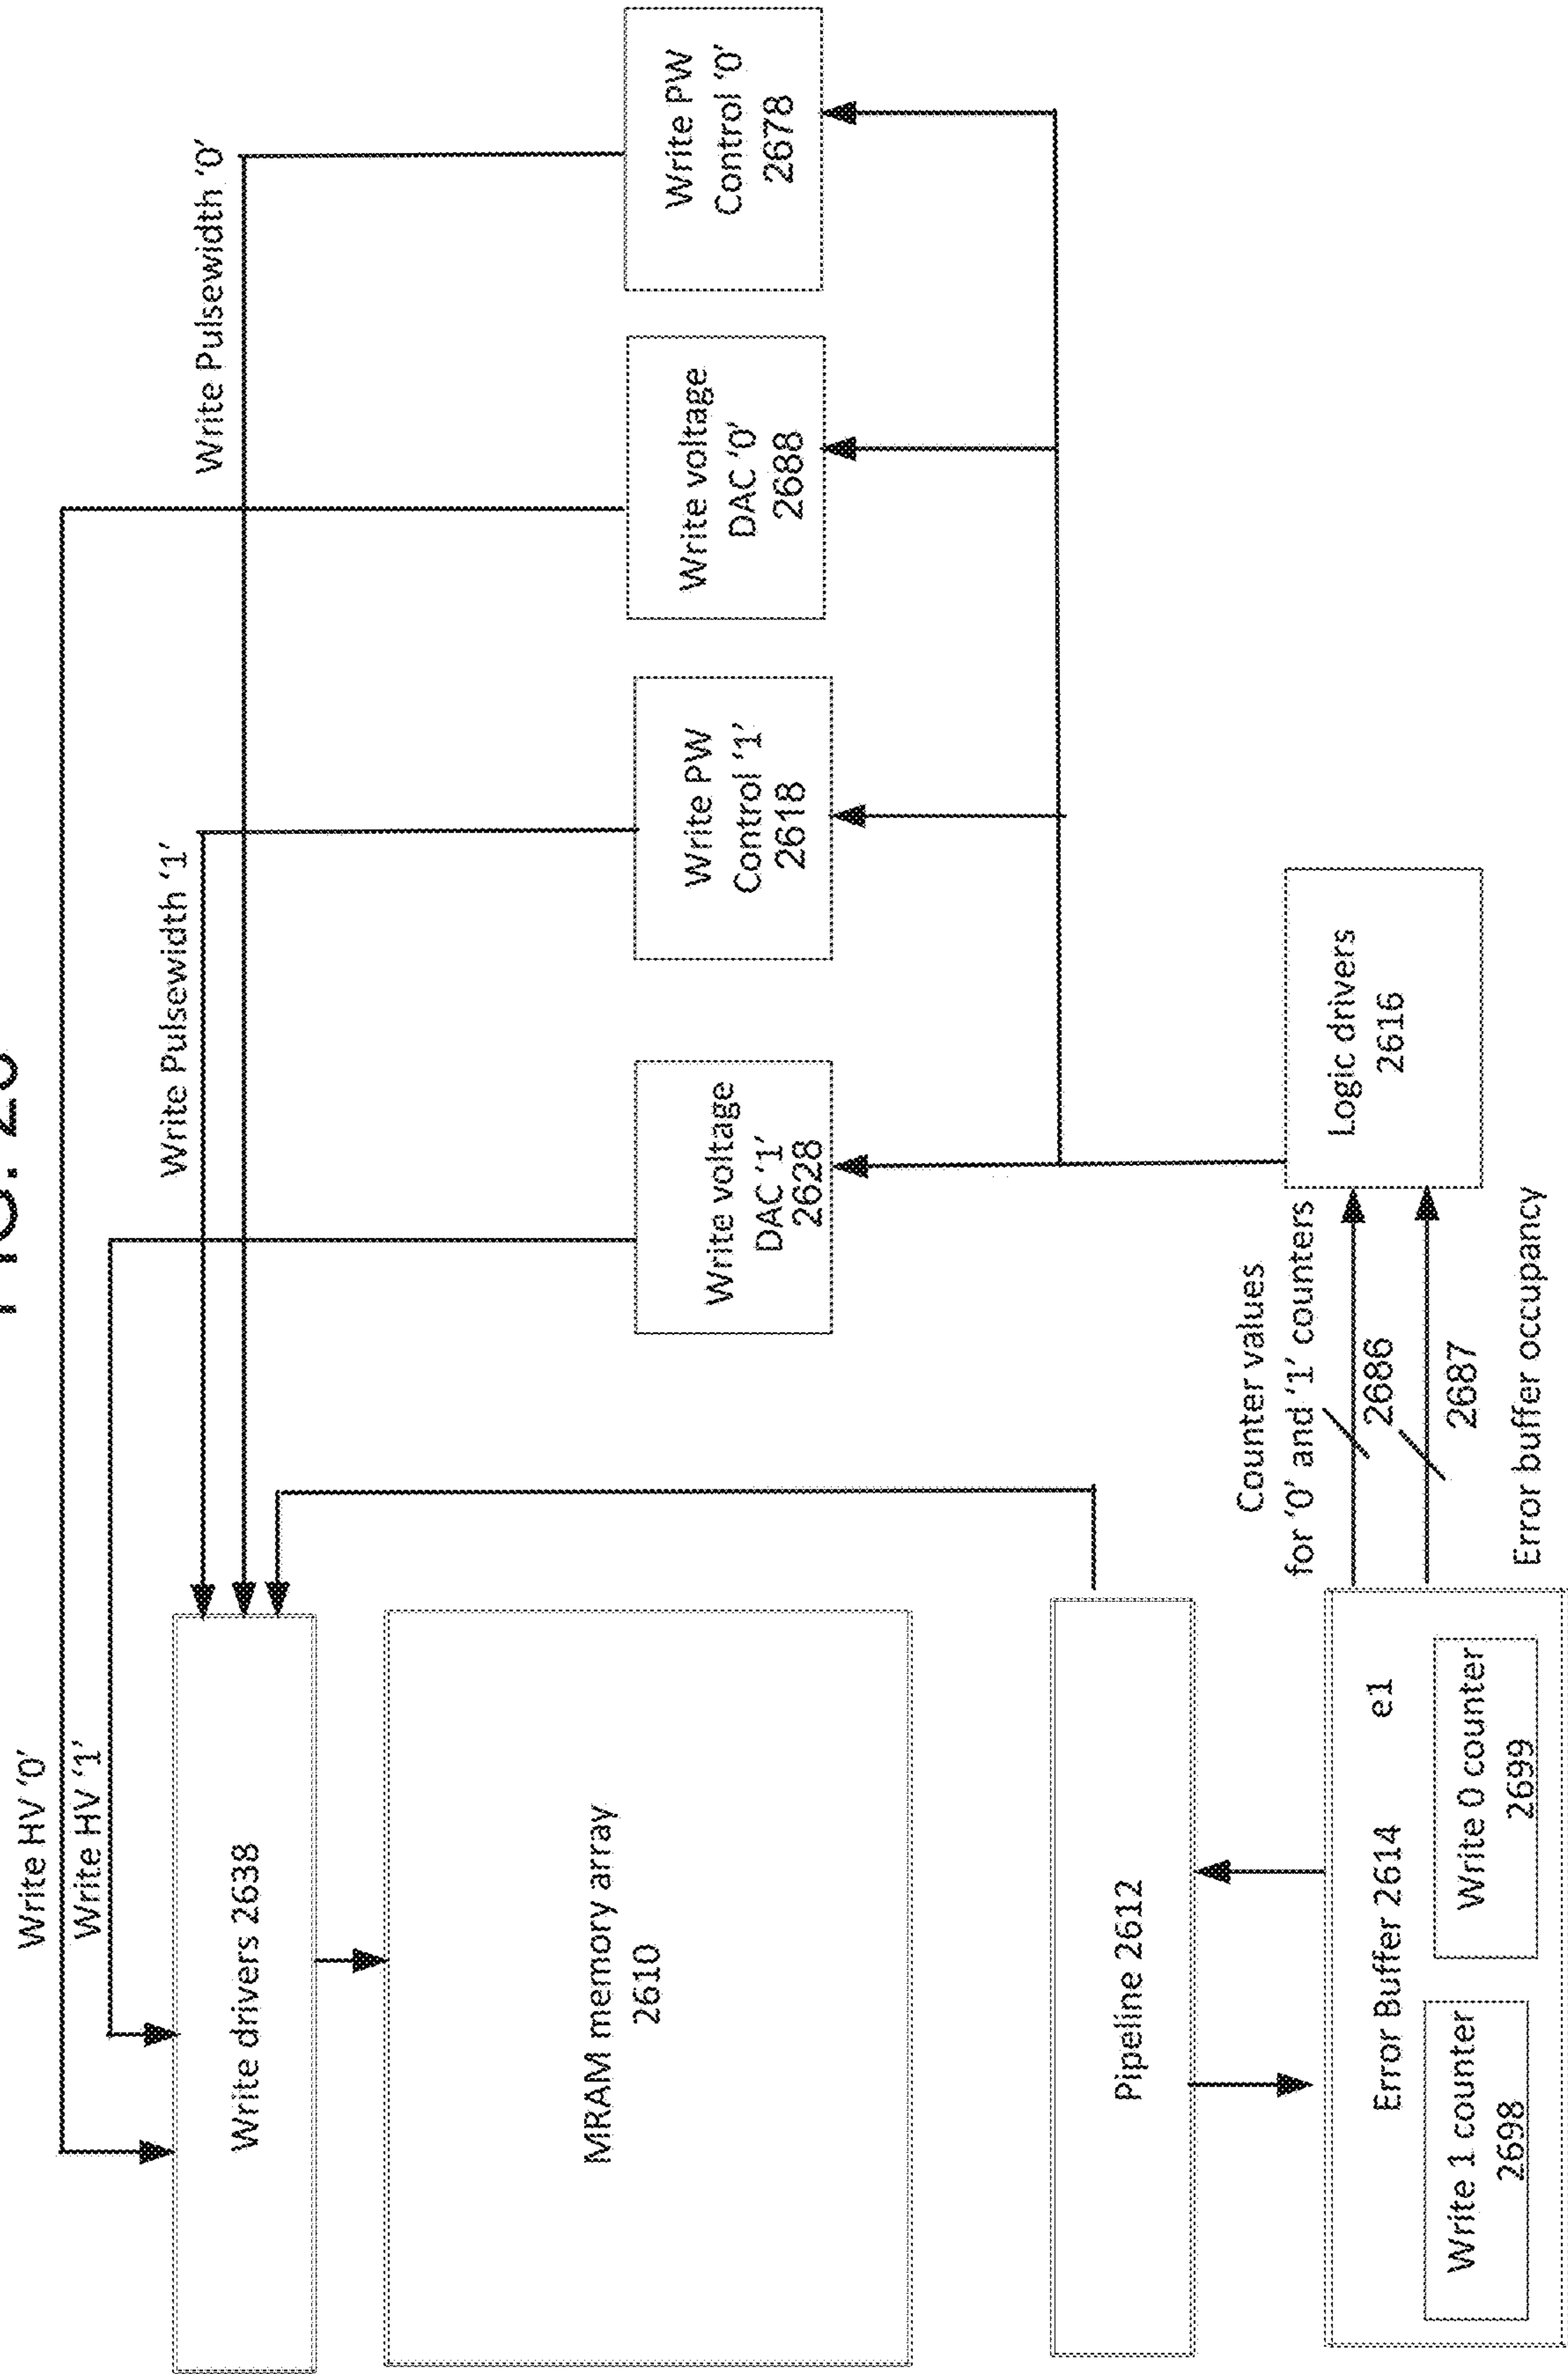 Write HV ‘0’
Write HV ‘1’
Write Pulsewidth ‘1’
Write Pulsewidth ‘0’
Write drivers 2638
MRAM memory array
2610
Write voltage
DAC ‘1’
2628
Write PW
Control ‘1’
2618
Write voltage
DAC ‘0’
2688
Write PW
Control ‘0’
2678
Pipeline 2612
Counter values
for ‘0’ and ‘1’ counters
2686
2687
Error buffer occupancy
Logic drivers
2616
Error Buffer 2614
e1
Write 1 counter
2698
Write 0 counter
2699